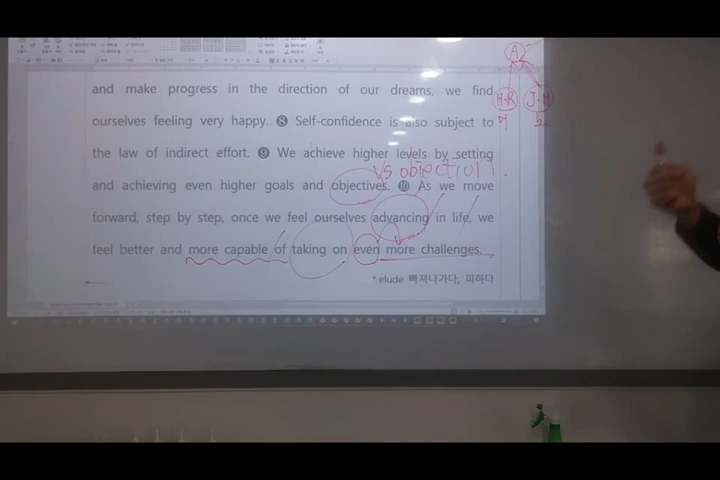 A
H·R J·H
and make progress in the direction of our dreams, we find
ourselves feeling very happy. ❽ Self-confidence is also subject to
the law of indirect effort. ❾ We achieve higher levels by setting
vs objection
and achieving even higher goals and objectives. ❿ As we move
forward, step by step, once we feel ourselves advancing in life, we
feel better and more capable of taking on even more challenges.
* elude 빠져나가다, 피하다